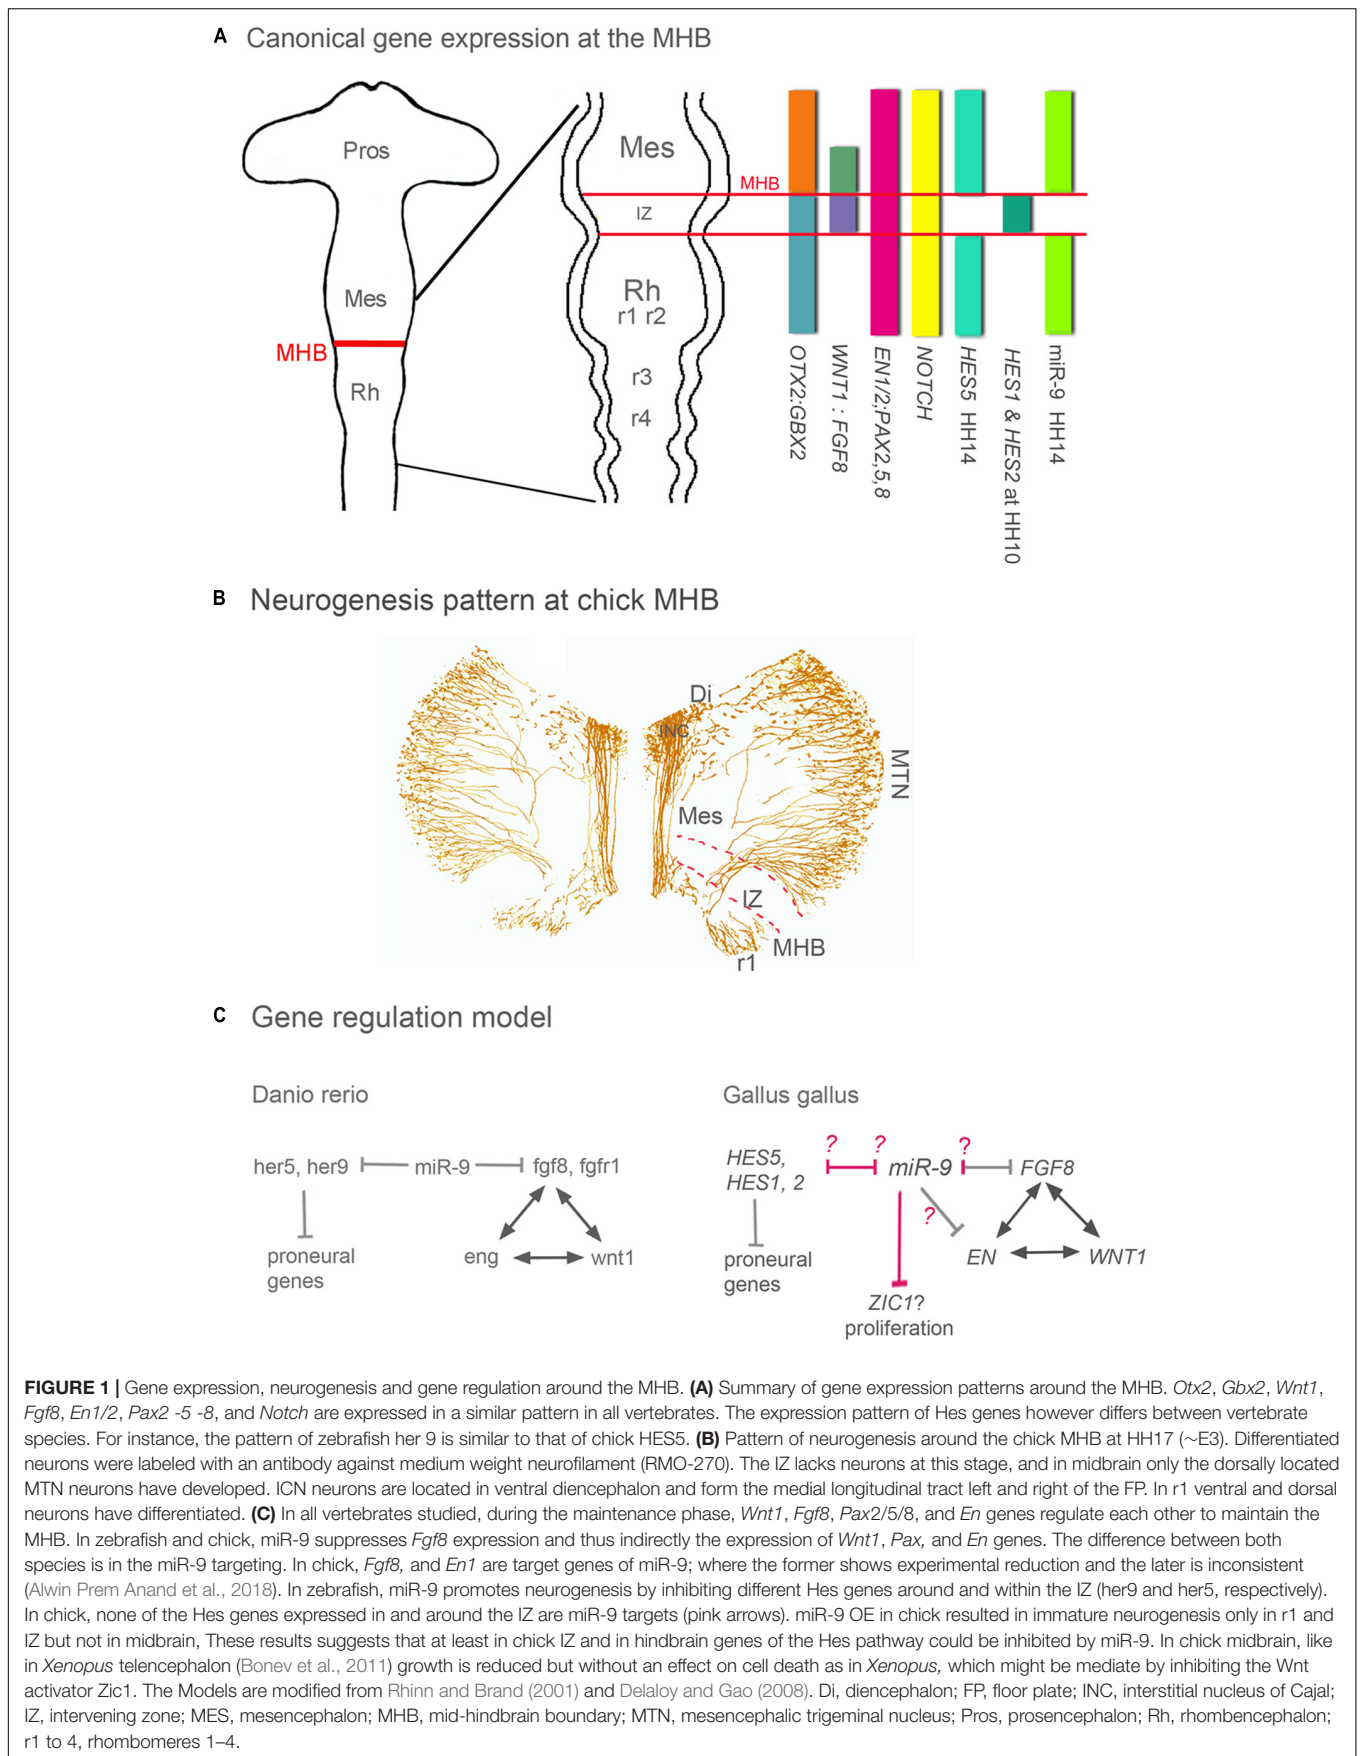 A Canonical gene expression at the MHB
Pros
Mes
MHB
Rh
Mes
IZ
Rh
r1 r2
r3
r4
MHB
OTX2:GBX2
WNT1 : FGF8
EN1/2;PAX2,5,8
NOTCH
HES5 HH14
HES1 & HES2 at HH10
miR-9 HH14
B Neurogenesis pattern at chick MHB
Di
INC
MTN
Mes
IZ
MHB
r1
C Gene regulation model
Danio rerio
her5, her9
miR-9
fgf8, fgfr1
proneural
genes
eng
wnt1
Gallus gallus
HES5,
HES1, 2
?
?
miR-9
?
FGF8
?
proneural
genes
EN
WNT1
ZIC1?
proliferation
FIGURE 1 | Gene expression, neurogenesis and gene regulation around the MHB. (A) Summary of gene expression patterns around the MHB. Otx2, Gbx2, Wnt1,
Fgf8, En1/2, Pax2 -5 -8, and Notch are expressed in a similar pattern in all vertebrates. The expression pattern of Hes genes however differs between vertebrate
species. For instance, the pattern of zebrafish her 9 is similar to that of chick HES5. (B) Pattern of neurogenesis around the chick MHB at HH17 (∼E3). Differentiated
neurons were labeled with an antibody against medium weight neurofilament (RMO-270). The IZ lacks neurons at this stage, and in midbrain only the dorsally located
MTN neurons have developed. ICN neurons are located in ventral diencephalon and form the medial longitudinal tract left and right of the FP. In r1 ventral and dorsal
neurons have differentiated. (C) In all vertebrates studied, during the maintenance phase, Wnt1, Fgf8, Pax2/5/8, and En genes regulate each other to maintain the
MHB. In zebrafish and chick, miR-9 suppresses Fgf8 expression and thus indirectly the expression of Wnt1, Pax, and En genes. The difference between both
species is in the miR-9 targeting. In chick, Fgf8, and En1 are target genes of miR-9; where the former shows experimental reduction and the later is inconsistent
(Alwin Prem Anand et al., 2018). In zebrafish, miR-9 promotes neurogenesis by inhibiting different Hes genes around and within the IZ (her9 and her5, respectively).
In chick, none of the Hes genes expressed in and around the IZ are miR-9 targets (pink arrows). miR-9 OE in chick resulted in immature neurogenesis only in r1 and
IZ but not in midbrain, These results suggests that at least in chick IZ and in hindbrain genes of the Hes pathway could be inhibited by miR-9. In chick midbrain, like
in Xenopus telencephalon (Bonev et al., 2011) growth is reduced but without an effect on cell death as in Xenopus, which might be mediate by inhibiting the Wnt
activator Zic1. The Models are modified from Rhinn and Brand (2001) and Delaloy and Gao (2008). Di, diencephalon; FP, floor plate; INC, interstitial nucleus of Cajal;
IZ, intervening zone; MES, mesencephalon; MHB, mid-hindbrain boundary; MTN, mesencephalic trigeminal nucleus; Pros, prosencephalon; Rh, rhombencephalon;
r1 to 4, rhombomeres 1–4.